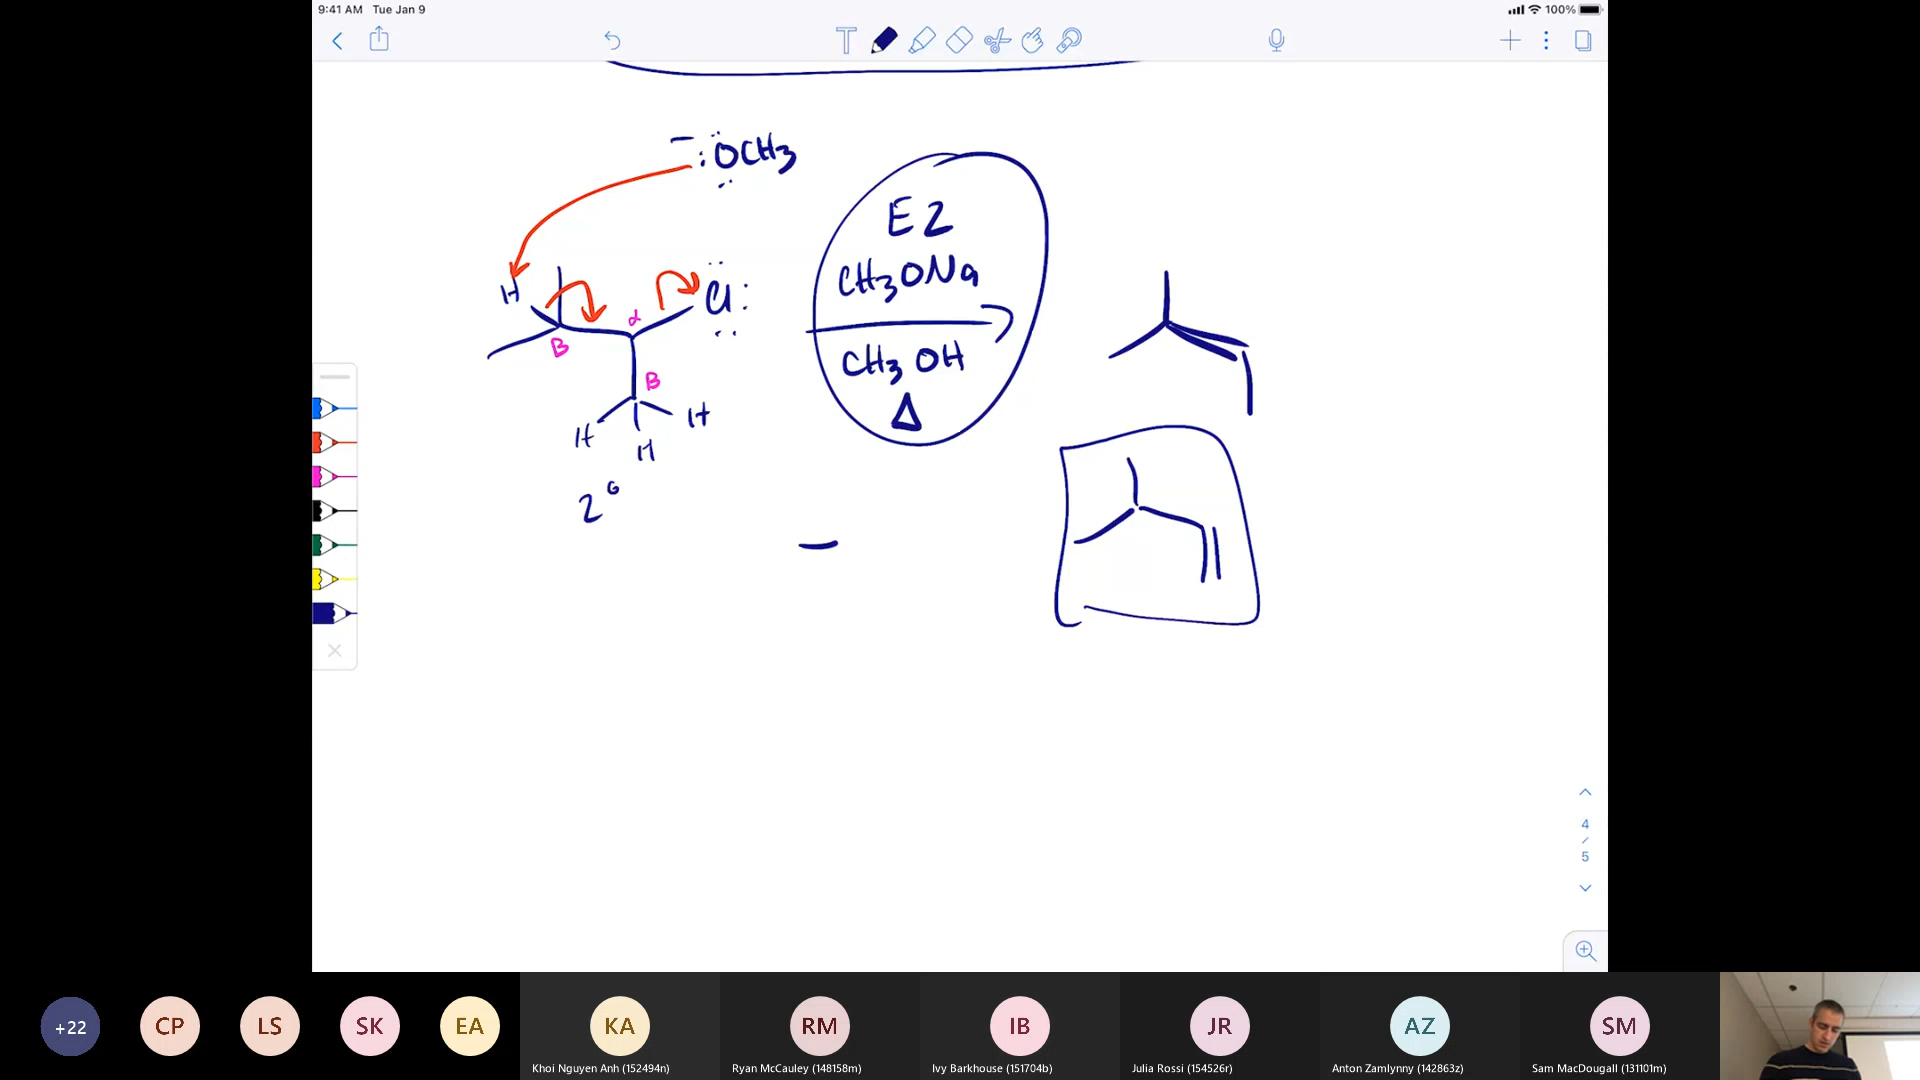 9:41 AM Tue Jan 9
100%
T
:OCH3
H
Cl:
α
B
B
H
H
H
2°
E2
CH3ONa
CH3OH
Δ
4
/
5
+22
CP
LS
SK
EA
KA
RM
IB
JR
AZ
SM
Khoi Nguyen Anh (152494n)
Ryan McCauley (148158m)
Ivy Barkhouse (151704b)
Julia Rossi (154526r)
Anton Zamlynny (142863z)
Sam MacDougall (131101m)